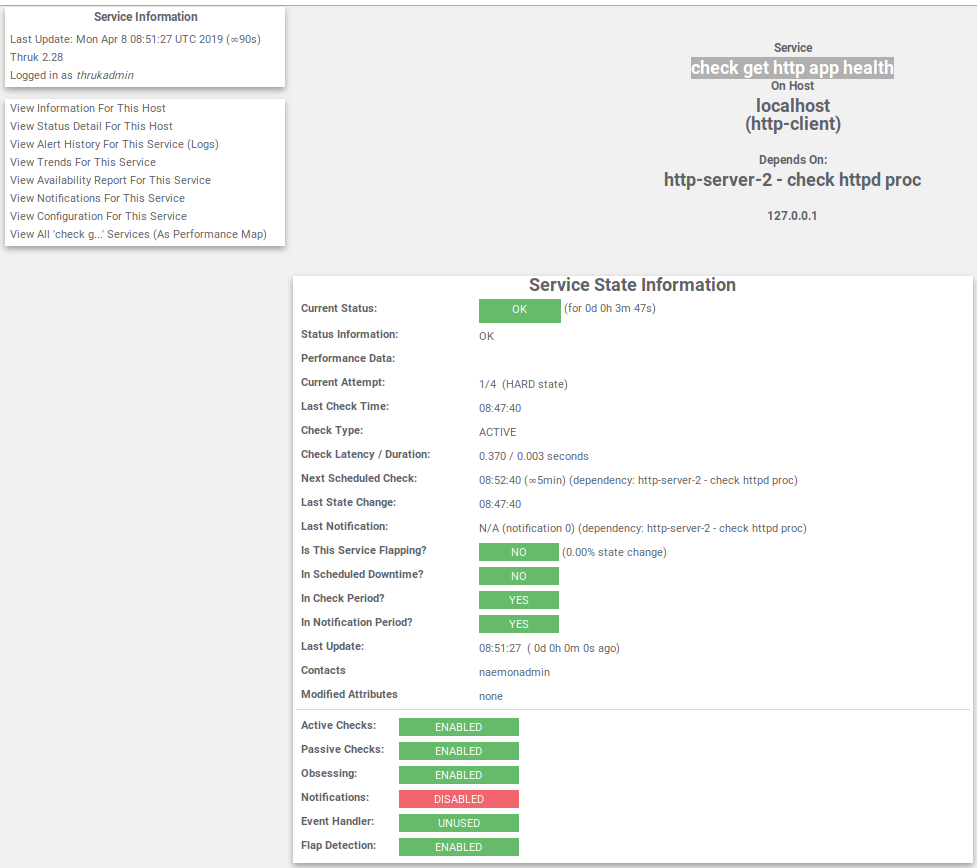 Service Information
Last Update: Mon Apr 8 08:51:27 UTC 2019 (∞90s)
Thruk 2.28
Logged in as thrukadmin
View Information For This Host
View Status Detail For This Host
View Alert History For This Service (Logs)
View Trends For This Service
View Availability Report For This Service
View Notifications For This Service
View Configuration For This Service
View All 'check g...' Services (As Performance Map)
Service
check get http app health
On Host
localhost
(http-client)
Depends On:
http-server-2 - check httpd proc
127.0.0.1
Service State Information
Current Status: OK (for 0d 0h 3m 47s)
Status Information: OK
Performance Data:
Current Attempt: 1/4 (HARD state)
Last Check Time: 08:47:40
Check Type: ACTIVE
Check Latency / Duration: 0.370 / 0.003 seconds
Next Scheduled Check: 08:52:40 (∞5min) (dependency: http-server-2 - check httpd proc)
Last State Change: 08:47:40
Last Notification: N/A (notification 0) (dependency: http-server-2 - check httpd proc)
Is This Service Flapping? NO (0.00% state change)
In Scheduled Downtime? NO
In Check Period? YES
In Notification Period? YES
Last Update: 08:51:27 ( 0d 0h 0m 0s ago)
Contacts naemonadmin
Modified Attributes none
Active Checks: ENABLED
Passive Checks: ENABLED
Obsessing: ENABLED
Notifications: DISABLED
Event Handler: UNUSED
Flap Detection: ENABLED